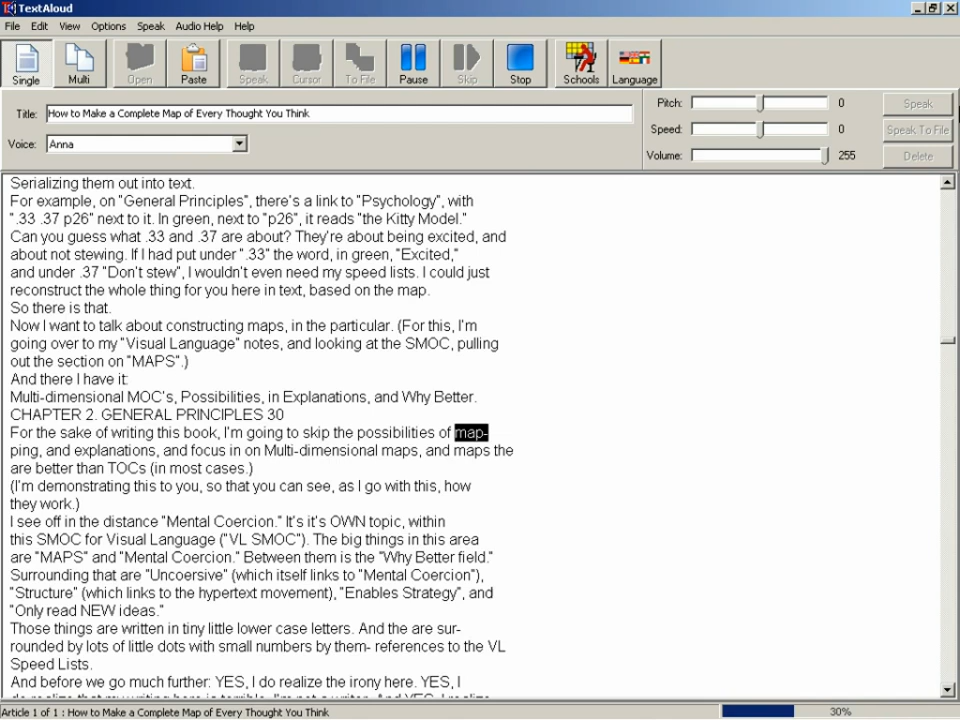 TextAloud
File Edit View Options Speak Audio Help Help
Single Multi Open Paste Speak Cursor To File Pause Skip Stop Schools Language
Title: How to Make a Complete Map of Every Thought You Think
Voice: Anna
Pitch: 0 Speak
Speed: 0 Speak To File
Volume: 255 Delete
Serializing them out into text.
For example, on "General Principles", there's a link to "Psychology", with
".33 .37 p26" next to it. In green, next to "p26", it reads "the Kitty Model."
Can you guess what .33 and .37 are about? They're about being excited, and
about not stewing. If I had put under ".33" the word, in green, "Excited,"
and under .37 "Don't stew", I wouldn't even need my speed lists. I could just
reconstruct the whole thing for you here in text, based on the map.
So there is that.
Now I want to talk about constructing maps, in the particular. (For this, I'm
going over to my "Visual Language" notes, and looking at the SMOC, pulling
out the section on "MAPS".)
And there I have it:
Multi-dimensional MOC's, Possibilities, in Explanations, and Why Better.
CHAPTER 2. GENERAL PRINCIPLES 30
For the sake of writing this book, I'm going to skip the possibilities of map-
ping, and explanations, and focus in on Multi-dimensional maps, and maps the
are better than TOCs (in most cases.)
(I'm demonstrating this to you, so that you can see, as I go with this, how
they work.)
I see off in the distance "Mental Coercion." It's it's OWN topic, within
this SMOC for Visual Language ("VL SMOC"). The big things in this area
are "MAPS" and "Mental Coercion." Between them is the "Why Better field."
Surrounding that are "Uncoersive" (which itself links to "Mental Coercion"),
"Structure" (which links to the hypertext movement), "Enables Strategy", and
"Only read NEW ideas."
Those things are written in tiny little lower case letters. And the are sur-
rounded by lots of little dots with small numbers by them- references to the VL
Speed Lists.
And before we go much further: YES, I do realize the irony here. YES, I
do realize that my writing here is terrible. I'm not a writer. And YES, I realize
Article 1 of 1 : How to Make a Complete Map of Every Thought You Think 30%